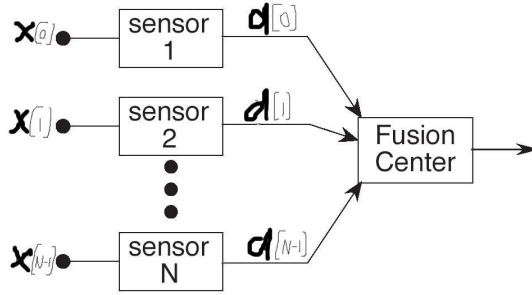 x[0] sensor 1 d[0]
x[1] sensor 2 d[1]
Fusion Center
x[N-1] sensor N d[N-1]